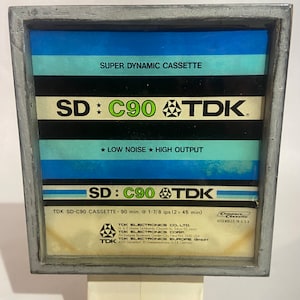 SUPER DYNAMIC CASSETTE
SD : C90 TDK
★ LOW NOISE ★ HIGH OUTPUT
SD : C90 TDK
TDK SD-C90 CASSETTE - 90 min. @ 1-7/8 ips (2 × 45 min)
TDK
TDK ELECTRONICS CO., LTD.
TDK ELECTRONICS CORP.
TDK ELECTRONICS EUROPE GmbH